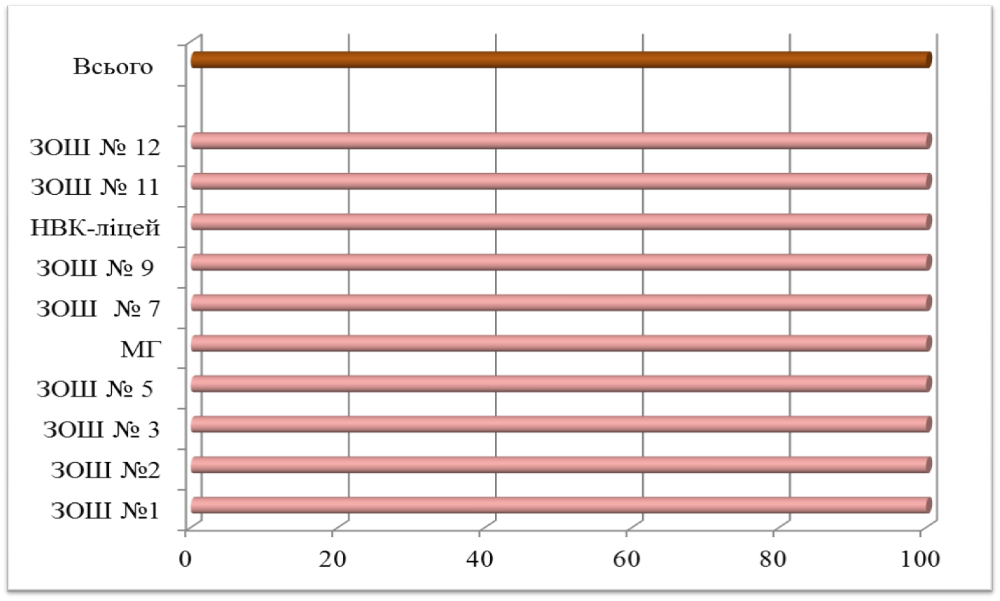 Всього
ЗОШ № 12
ЗОШ № 11
НВК-ліцей
ЗОШ № 9
ЗОШ № 7
МГ
ЗОШ № 5
ЗОШ № 3
ЗОШ №2
ЗОШ №1
0 20 40 60 80 100